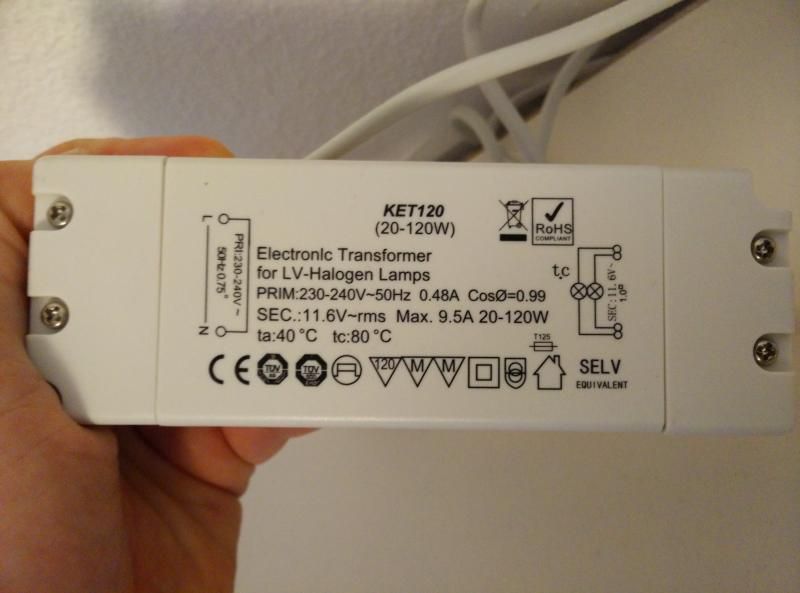 KET120
(20-120W)
RoHS
COMPLIANT
L
PRI:230-240V~
50Hz 0.75°
N
Electronic Transformer
for LV-Halogen Lamps
PRIM:230-240V~50Hz 0.48A CosØ=0.99
SEC.:11.6V~rms Max. 9.5A 20-120W
ta:40°C tc:80°C
t.c
SEC:11. 6V~
1.0°
T125
CE
TÜV
TÜV
120
M
M
SELV
EQUIVALENT